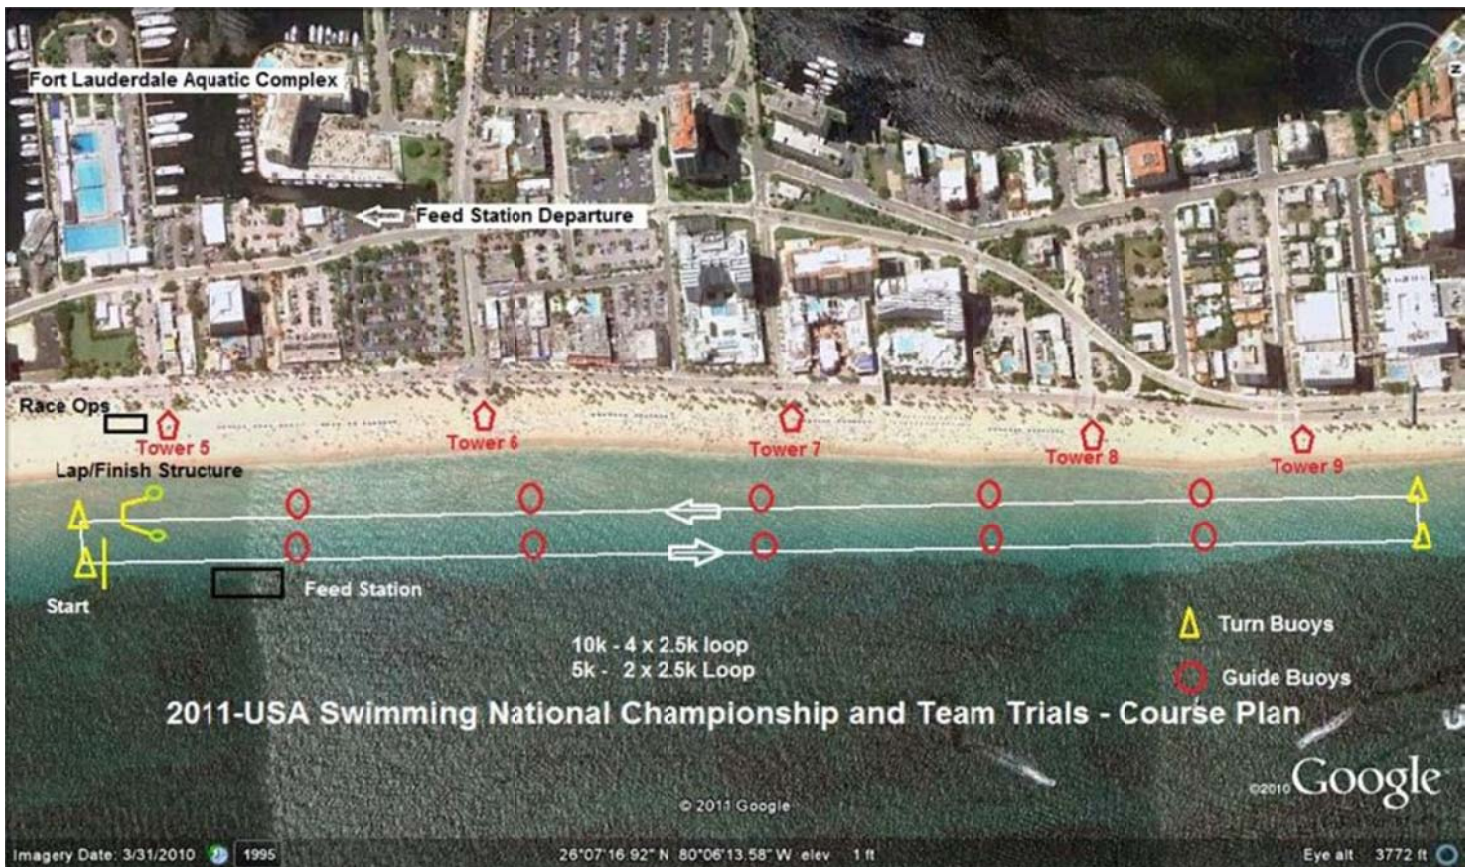 Fort Lauderdale Aquatic Complex
Feed Station Departure
Race Ops
Tower 5
Tower 6
Tower 7
Tower 8
Tower 9
Lap/Finish Structure
Start
Feed Station
Turn Buoys
10k - 4 x 2.5k loop
5k - 2 x 2.5k Loop
Guide Buoys
2011-USA Swimming National Championship and Team Trials - Course Plan
©2010 Google
© 2011 Google
Imagery Date: 3/31/2010 1995 26°07'16.92" N 80°06'13.58" W elev 1 ft Eye alt 3772 ft